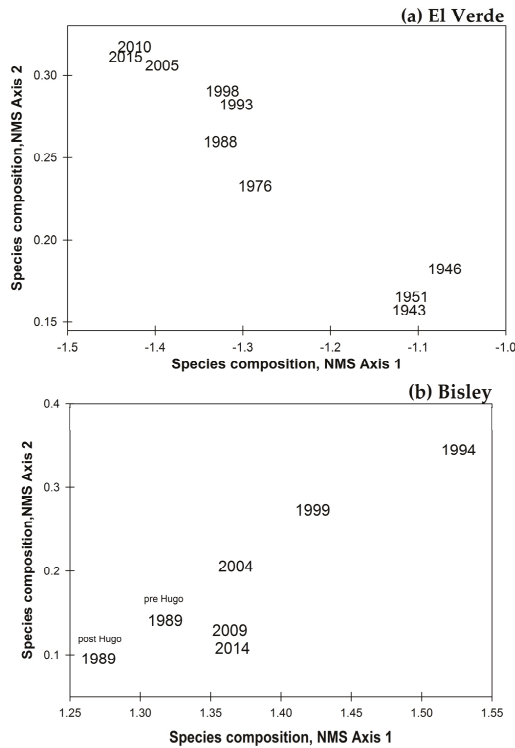 (a) El Verde
Species composition,NMS Axis 2
0.30
0.25
0.20
0.15
2010
2015
2005
1998
1993
1988
1976
1946
1951
1943
-1.5 -1.4 -1.3 -1.2 -1.1 -1.0
Species composition, NMS Axis 1
(b) Bisley
Species composition,NMS Axis 2
0.4
0.3
0.2
0.1
1994
1999
2004
pre Hugo
1989
2009
post Hugo
2014
1989
1.25 1.30 1.35 1.40 1.45 1.50 1.55
Species composition, NMS Axis 1